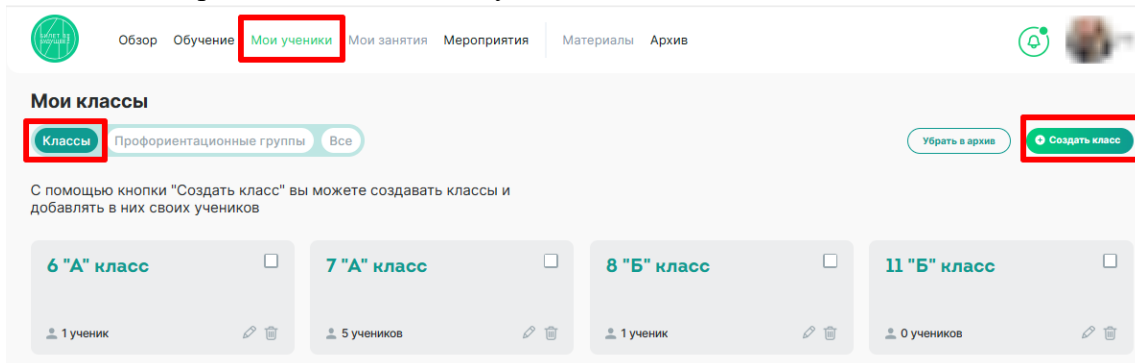 БИЛЕТ В БУДУЩЕЕ
Обзор Обучение Мои ученики Мои занятия Мероприятия Материалы Архив
Мои классы
Классы Профориентационные группы Все Убрать в архив Создать класс
С помощью кнопки "Создать класс" вы можете создавать классы и
добавлять в них своих учеников
6 "А" класс 7 "А" класс 8 "Б" класс 11 "Б" класс
1 ученик 5 учеников 1 ученик 0 учеников